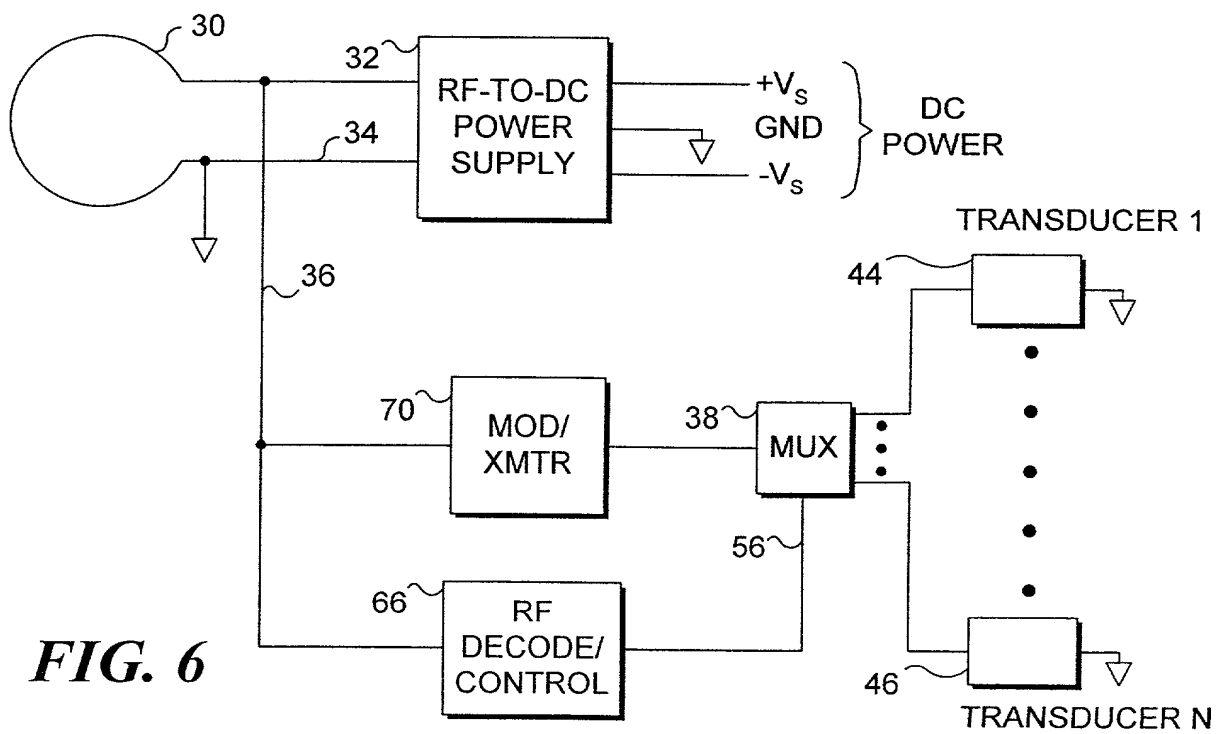 30
32
RF-TO-DC
POWER
SUPPLY
+VS
GND
-VS
DC
POWER
34
36
TRANSDUCER 1
44
70
MOD/
XMTR
38
MUX
56
66
RF
DECODE/
CONTROL
46
TRANSDUCER N
FIG. 6